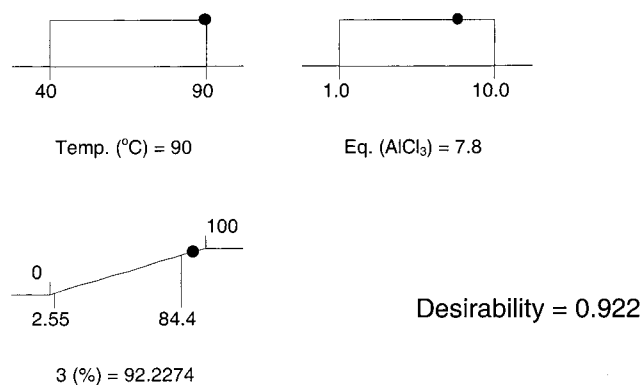 40 90 1.0 10.0
Temp. (°C) = 90 Eq. (AlCl₃) = 7.8
100
0
2.55 84.4
Desirability = 0.922
3 (%) = 92.2274